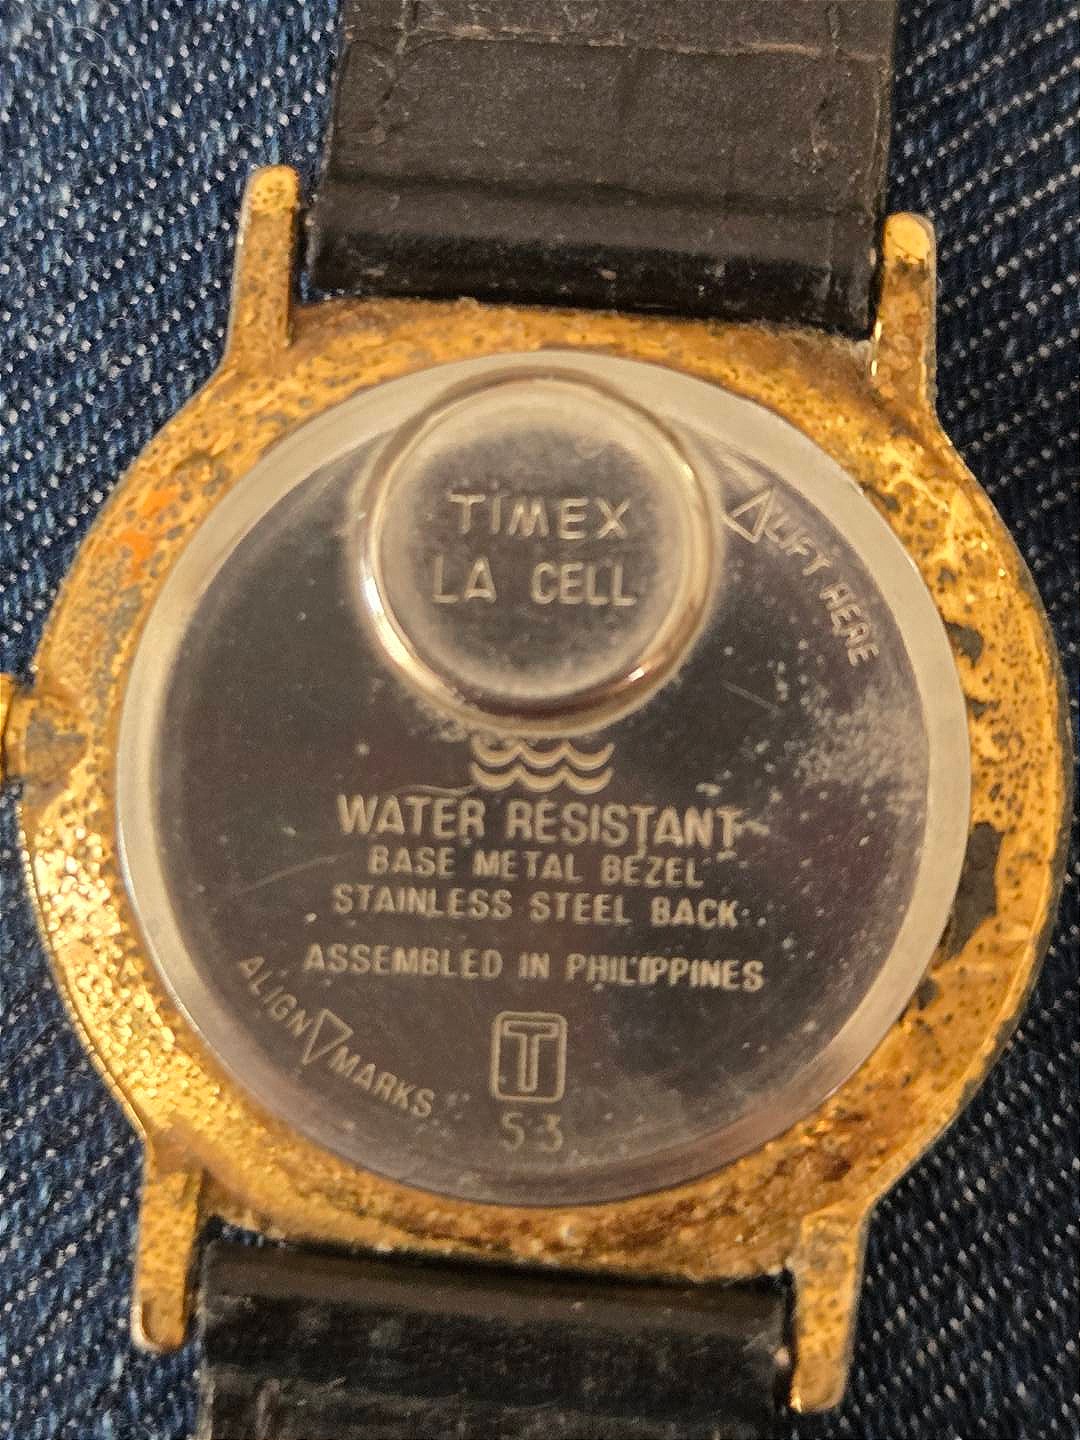 TIMEX
LA CELL
LIFT HERE
WATER RESISTANT
BASE METAL BEZEL
STAINLESS STEEL BACK
ASSEMBLED IN PHILIPPINES
ALIGN MARKS
T
53